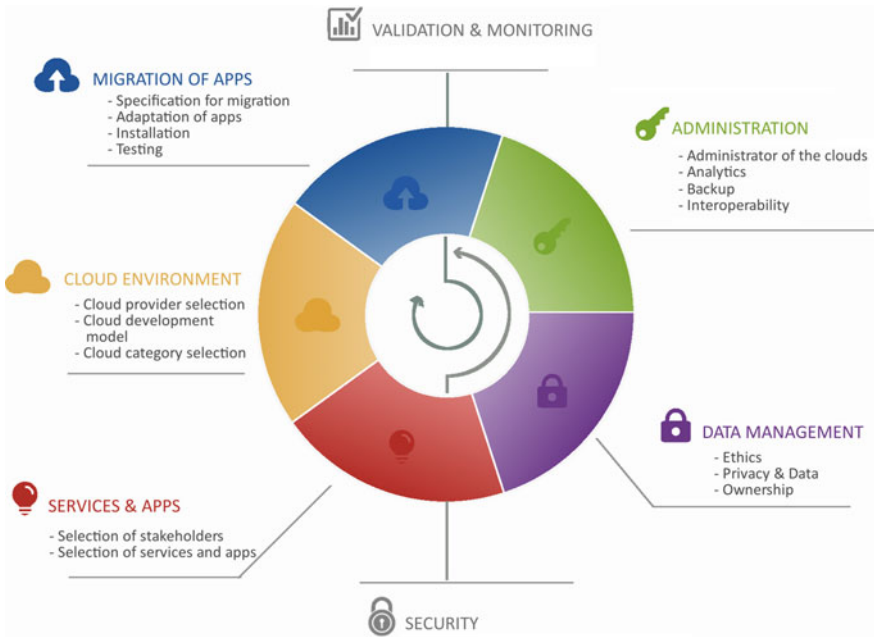 VALIDATION & MONITORING
MIGRATION OF APPS
- Specification for migration
- Adaptation of apps
- Installation
- Testing
ADMINISTRATION
- Administrator of the clouds
- Analytics
- Backup
- Interoperability
CLOUD ENVIRONMENT
- Cloud provider selection
- Cloud development
model
- Cloud category selection
DATA MANAGEMENT
- Ethics
- Privacy & Data
- Ownership
SERVICES & APPS
- Selection of stakeholders
- Selection of services and apps
SECURITY